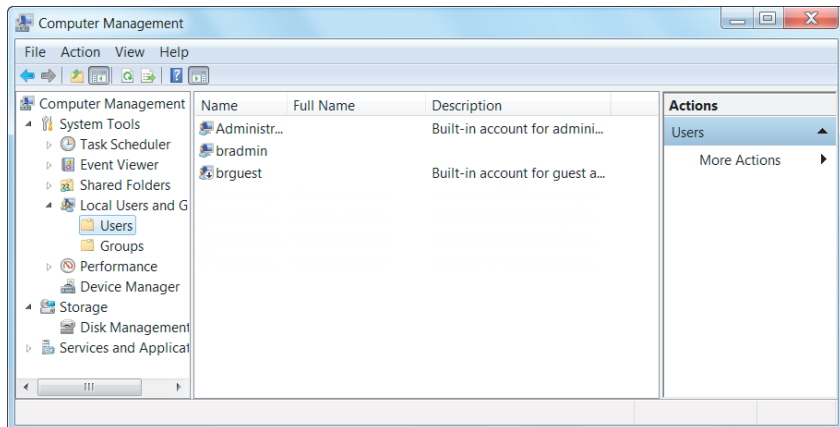 Computer Management
File Action View Help
Computer Management
System Tools
Task Scheduler
Event Viewer
Shared Folders
Local Users and G
Users
Groups
Performance
Device Manager
Storage
Disk Management
Services and Applicat
Name Full Name Description
Administr... Built-in account for admini...
bradmin
brguest Built-in account for guest a...
Actions
Users
More Actions